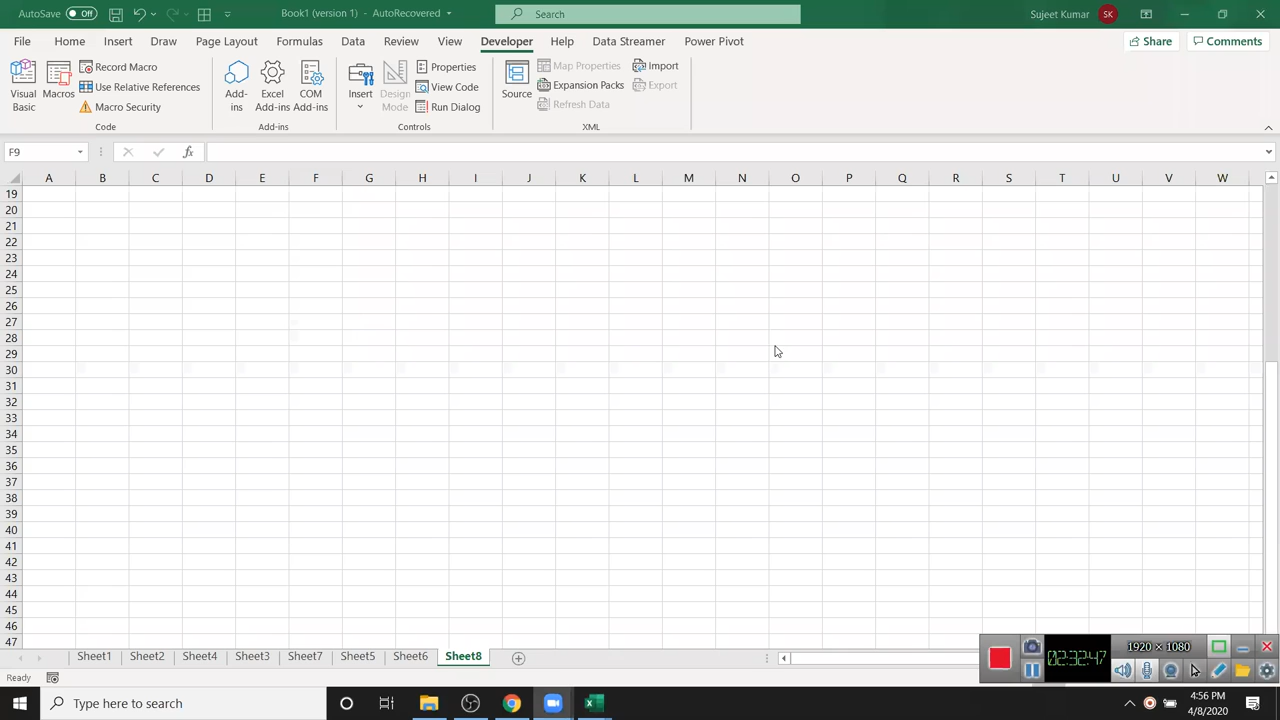 AutoSave Off Book1 (version 1) - AutoRecovered Search Sujeet Kumar SK
File Home Insert Draw Page Layout Formulas Data Review View Developer Help Data Streamer Power Pivot Share Comments
Visual Basic
Macros
Record Macro
Use Relative References
Macro Security
Code
Add-ins
Excel Add-ins
COM Add-ins
Add-ins
Insert
Design Mode
Properties
View Code
Run Dialog
Controls
Source
Map Properties
Expansion Packs
Refresh Data
Import
Export
XML
F9 fx
A B C D E F G H I J K L M N O P Q R S T U V W
19
20
21
22
23
24
25
26
27
28
29
30
31
32
33
34
35
36
37
38
39
40
41
42
43
44
45
46
47
Sheet1 Sheet2 Sheet4 Sheet3 Sheet7 Sheet5 Sheet6 Sheet8
Ready
02:32:47 1920 × 1080
Type here to search
4:56 PM
4/8/2020